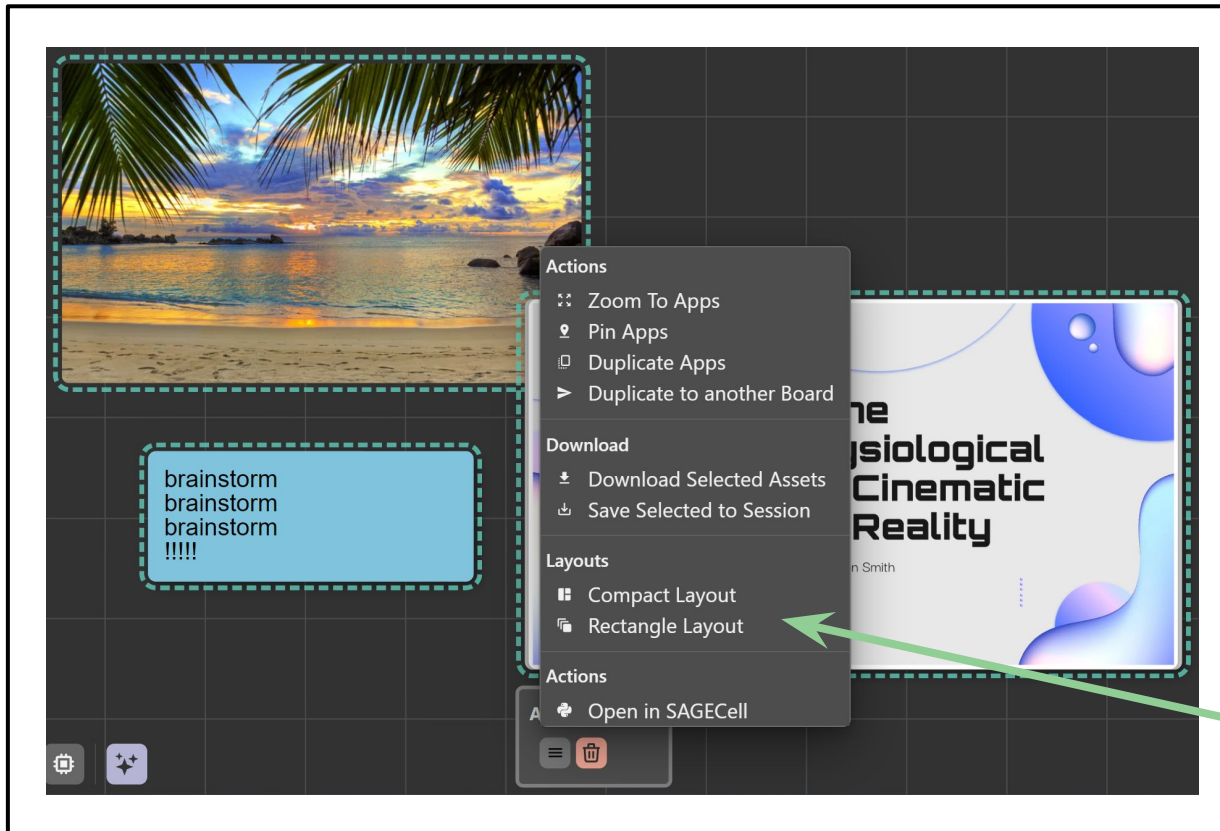 brainstorm
brainstorm
brainstorm
!!!!!
Actions
Zoom To Apps
Pin Apps
Duplicate Apps
Duplicate to another Board
Download
Download Selected Assets
Save Selected to Session
Layouts
Compact Layout
Rectangle Layout
Actions
Open in SAGECell
ne
siological
Cinematic
Reality
n Smith
A